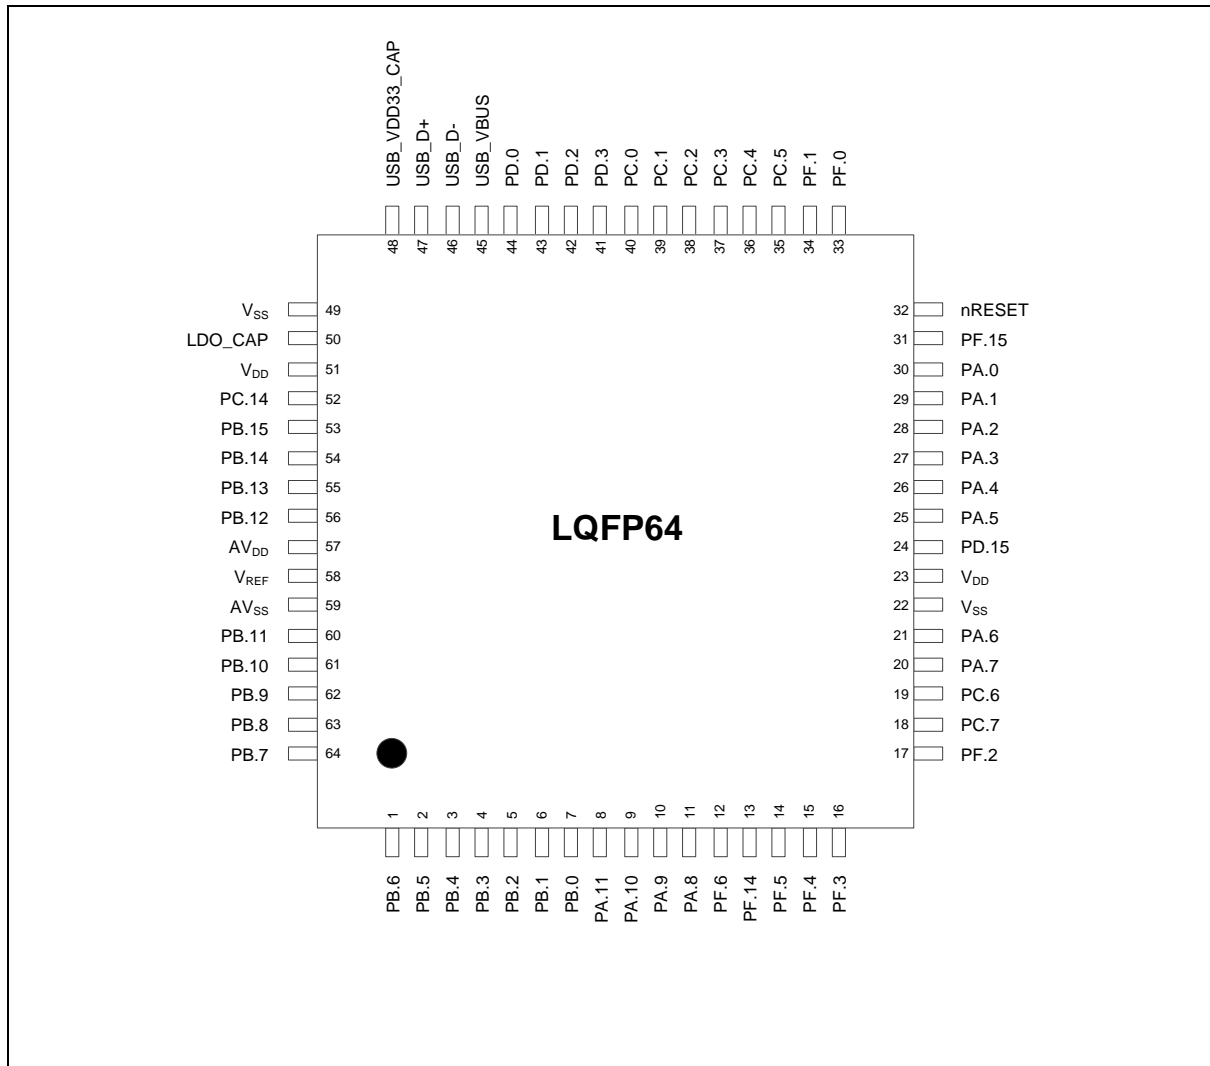 USB_VDD33_CAP
USB_D+
USB_D-
USB_VBUS
PD.0
PD.1
PD.2
PD.3
PC.0
PC.1
PC.2
PC.3
PC.4
PC.5
PF.1
PF.0
48
47
46
45
44
43
42
41
40
39
38
37
36
35
34
33
VSS 49
LDO_CAP 50
VDD 51
PC.14 52
PB.15 53
PB.14 54
PB.13 55
PB.12 56
AVDD 57
VREF 58
AVSS 59
PB.11 60
PB.10 61
PB.9 62
PB.8 63
PB.7 64
LQFP64
32 nRESET
31 PF.15
30 PA.0
29 PA.1
28 PA.2
27 PA.3
26 PA.4
25 PA.5
24 PD.15
23 VDD
22 VSS
21 PA.6
20 PA.7
19 PC.6
18 PC.7
17 PF.2
1
2
3
4
5
6
7
8
9
10
11
12
13
14
15
16
PB.6
PB.5
PB.4
PB.3
PB.2
PB.1
PB.0
PA.11
PA.10
PA.9
PA.8
PF.6
PF.14
PF.5
PF.4
PF.3